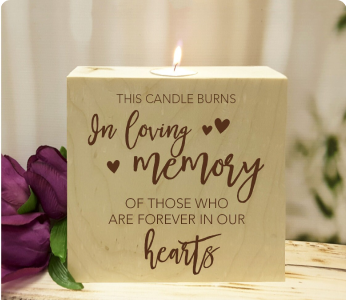 THIS CANDLE BURNS
In loving
memory
OF THOSE WHO
ARE FOREVER IN OUR
hearts